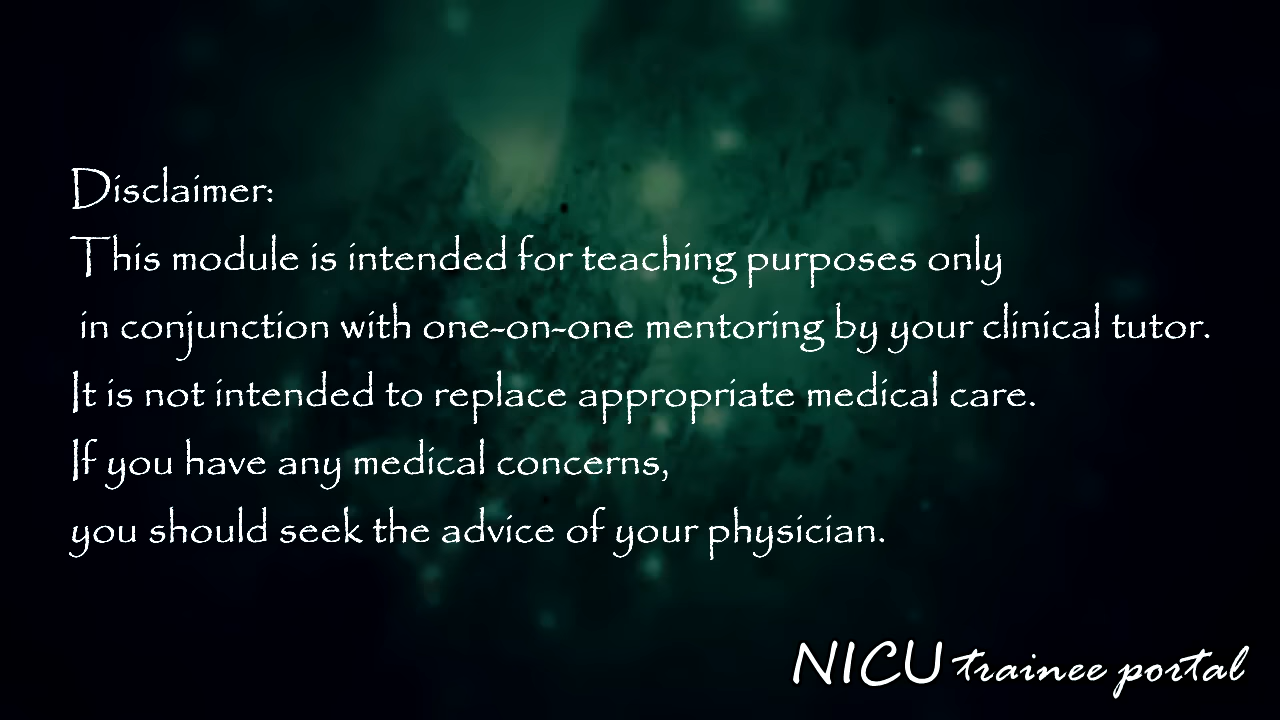 Disclaimer:
This module is intended for teaching purposes only
in conjunction with one-on-one mentoring by your clinical tutor.
It is not intended to replace appropriate medical care.
If you have any medical concerns,
you should seek the advice of your physician.
NICU trainee portal